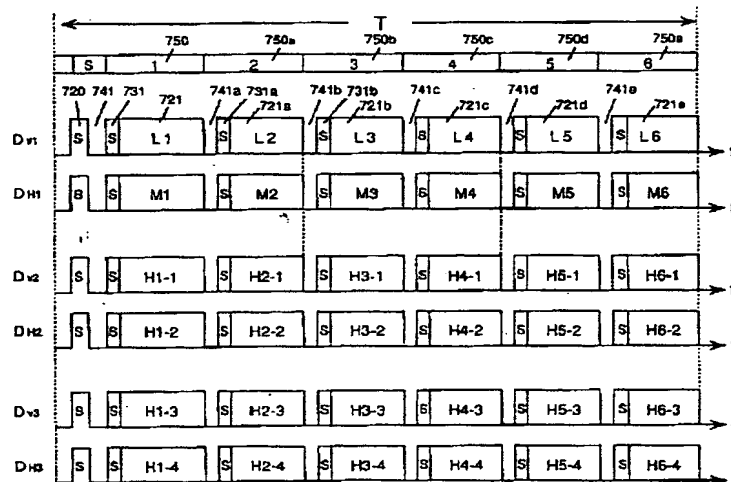 T
750 750a 750b 750c 750d 750a
S 1 2 3 4 5 6
720 741 731 721 741a 731a 721a 741b 731b 721b 741c 721c 741d 721d 741e 721e
DV1 S S L1 S L2 S L3 S L4 S L5 S L6
DH1 S S M1 S M2 S M3 S M4 S M5 S M6
DV2 S S H1-1 S H2-1 S H3-1 S H4-1 S H5-1 S H6-1
DH2 S S H1-2 S H2-2 S H3-2 S H4-2 S H5-2 S H6-2
DV3 S S H1-3 S H2-3 S H3-3 S H4-3 S H5-3 S H6-3
DH3 S S H1-4 S H2-4 S H3-4 S H4-4 S H5-4 S H6-4